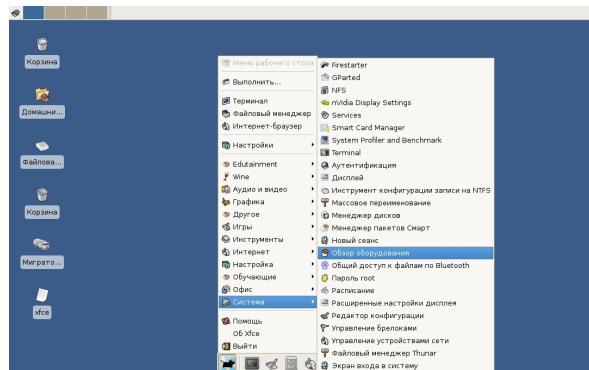 Корзина
Домашни...
Файлова...
Корзина
Миграто...
xfce
Меню рабочего стола
Выполнить...
Терминал
Файловый менеджер
Интернет-браузер
Настройки
Edutainment
Wine
Аудио и видео
Графика
Другое
Игры
Инструменты
Интернет
Настройка
Обучающие
Офис
Система
Помощь
Об Xfce
Выйти
Firestarter
GParted
NFS
nVidia Display Settings
Services
Smart Card Manager
System Profiler and Benchmark
Terminal
Аутентификация
Дисплей
Инструмент конфигурации записи на NTFS
Массовое переименование
Менеджер дисков
Менеджер пакетов Смарт
Новый сеанс
Обзор оборудования
Общий доступ к файлам по Bluetooth
Пароль root
Расписание
Расширенные настройки дисплея
Редактор конфигурации
Управление брелоками
Управление устройствами сети
Файловый менеджер Thunar
Экран входа в систему